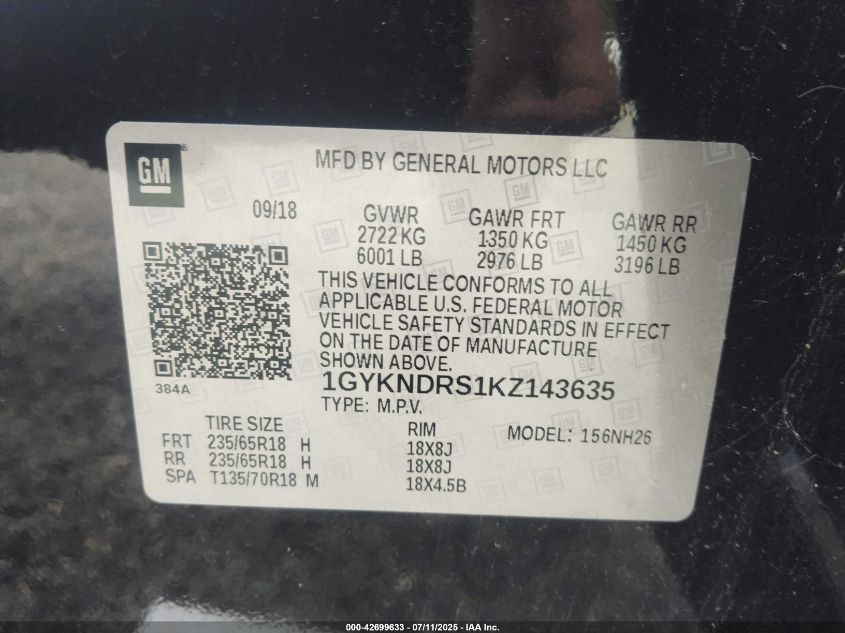 GM
MFD BY GENERAL MOTORS LLC
09/18 GVWR GAWR FRT GAWR RR
2722 KG 1350 KG 1450 KG
6001 LB 2976 LB 3196 LB
THIS VEHICLE CONFORMS TO ALL
APPLICABLE U.S. FEDERAL MOTOR
VEHICLE SAFETY STANDARDS IN EFFECT
ON THE DATE OF MANUFACTURE
SHOWN ABOVE.
384A
1GYKNDRS1KZ143635
TYPE: M.P.V.
TIRE SIZE RIM MODEL: 156NH26
FRT 235/65R18 H 18X8J
RR 235/65R18 H 18X8J
SPA T135/70R18 M 18X4.5B
000-42699633 - 07/11/2025 - IAA Inc.